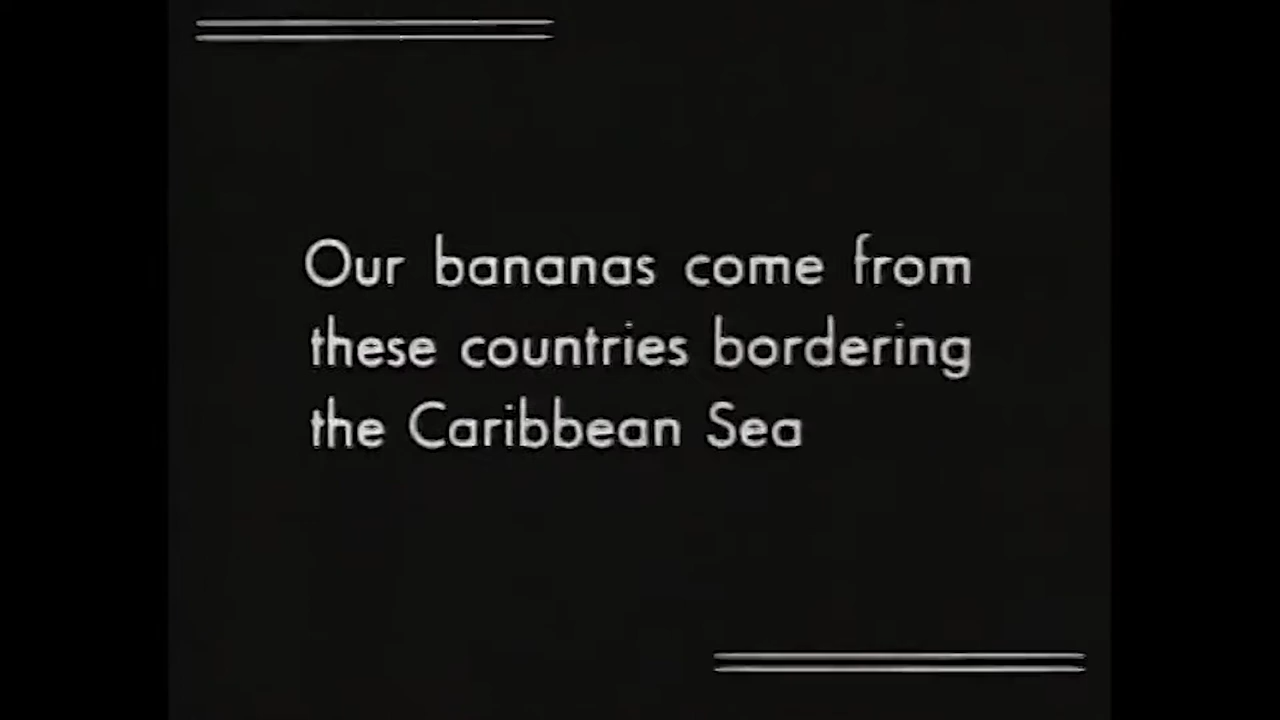 Our bananas come from
these countries bordering
the Caribbean Sea